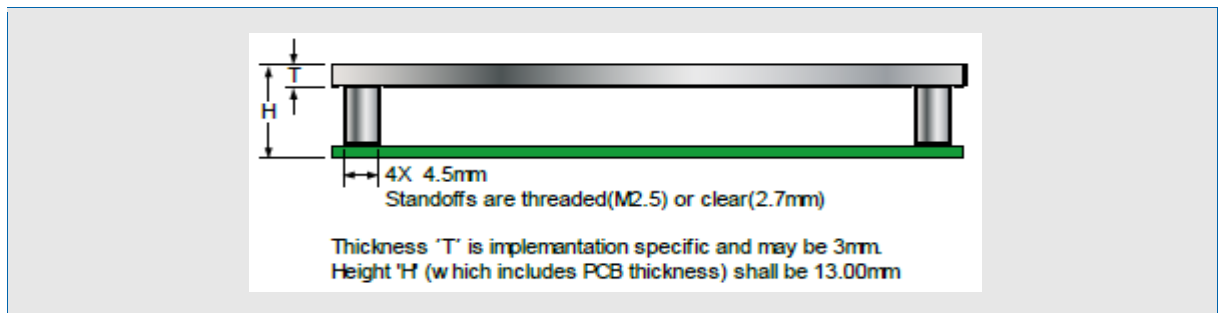 T
H
4X 4.5mm
Standoffs are threaded(M2.5) or clear(2.7mm)
Thickness ´T´ is implemantation specific and may be 3mm.
Height 'H' (which includes PCB thickness) shall be 13.00mm